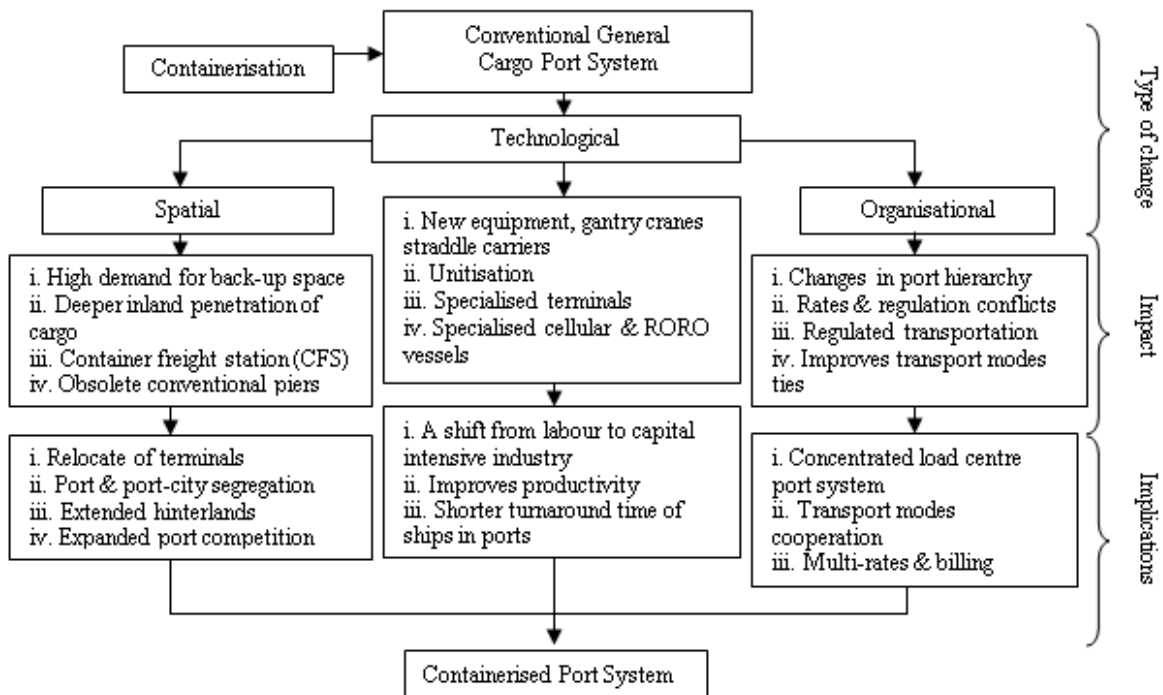 Conventional General
Cargo Port System
Containerisation
Technological
Spatial
Organisational
i. New equipment, gantry cranes
straddle carriers
ii. Unitisation
iii. Specialised terminals
iv. Specialised cellular & RORO
vessels
i. High demand for back-up space
ii. Deeper inland penetration of
cargo
iii. Container freight station (CFS)
iv. Obsolete conventional piers
i. Changes in port hierarchy
ii. Rates & regulation conflicts
iii. Regulated transportation
iv. Improves transport modes
ties
i. Relocate of terminals
ii. Port & port-city segregation
iii. Extended hinterlands
iv. Expanded port competition
i. A shift from labour to capital
intensive industry
ii. Improves productivity
iii. Shorter turnaround time of
ships in ports
i. Concentrated load centre
port system
ii. Transport modes
cooperation
iii. Multi-rates & billing
Containerised Port System
Type of change
Impact
Implications